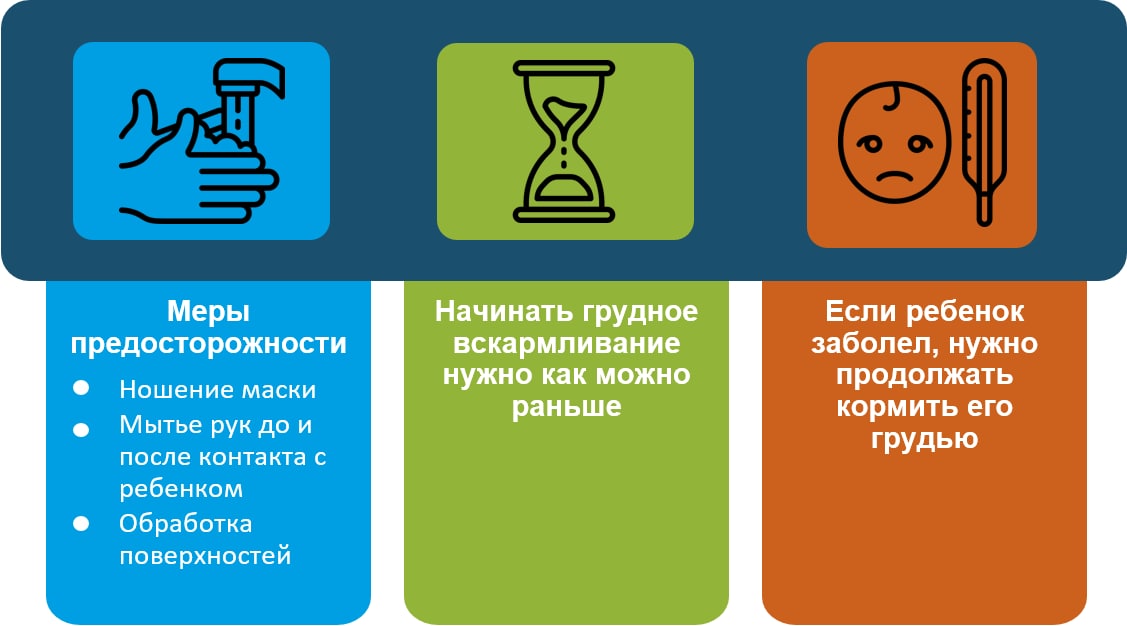 Меры
предосторожности
Ношение маски
Мытье рук до и
после контакта с
ребенком
Обработка
поверхностей
Начинать грудное
вскармливание
нужно как можно
раньше
Если ребенок
заболел, нужно
продолжать
кормить его
грудью